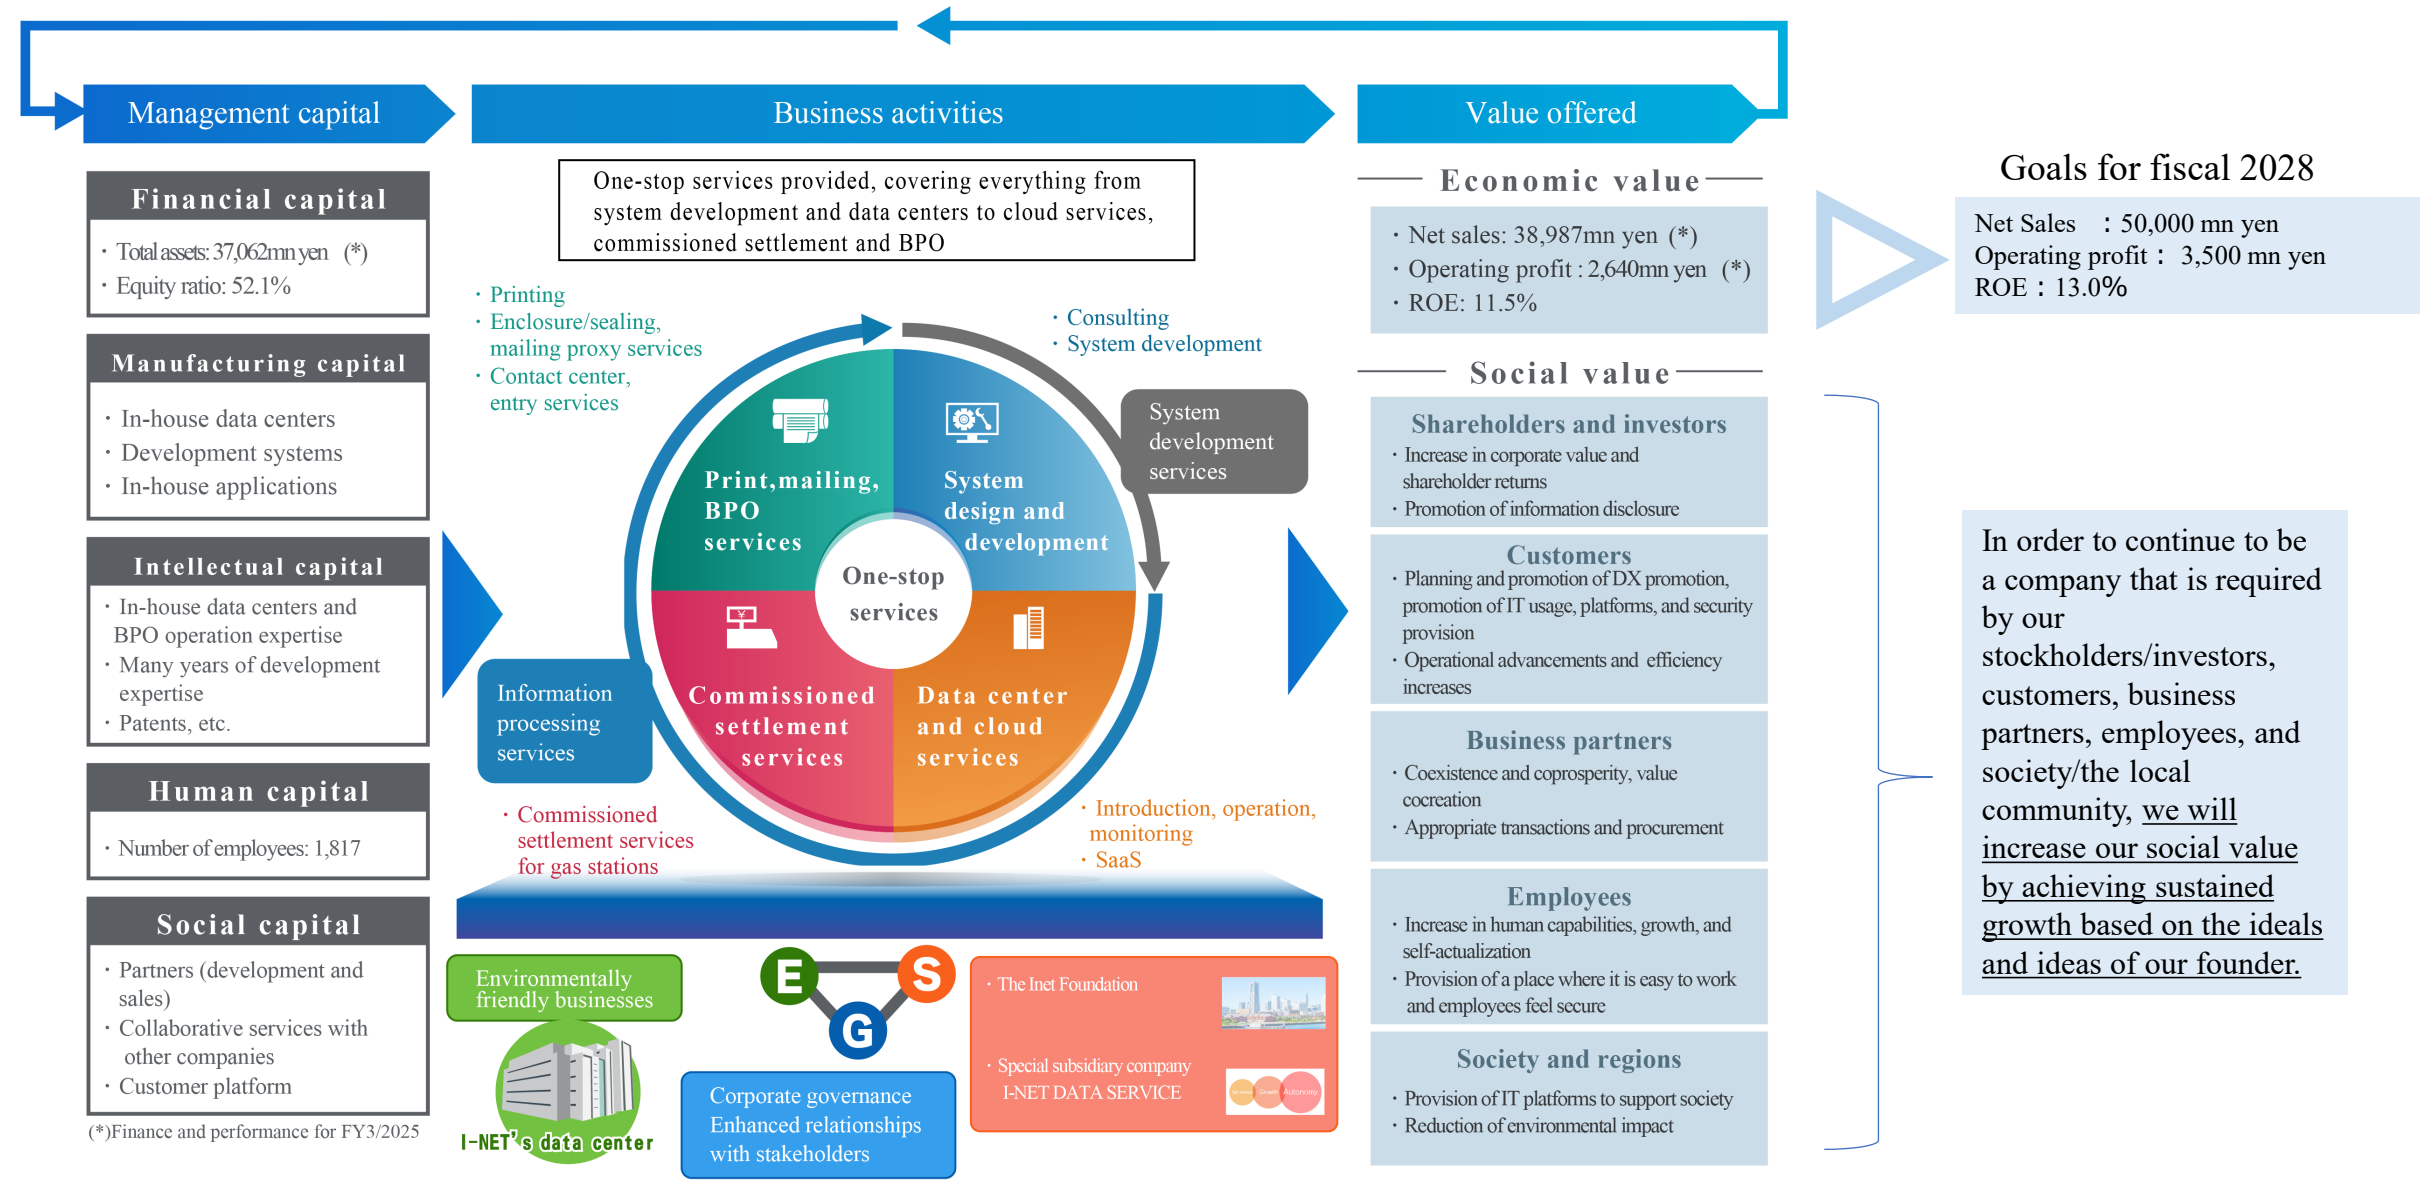 Management capital
Business activities
Value offered
Financial capital
・Total assets: 37,062mn yen (*)
・Equity ratio: 52.1%
Manufacturing capital
・In-house data centers
・Development systems
・In-house applications
Intellectual capital
・In-house data centers and
BPO operation expertise
・Many years of development
expertise
・Patents, etc.
Human capital
・Number of employees: 1,817
Social capital
・Partners (development and
sales)
・Collaborative services with
other companies
・Customer platform
(*)Finance and performance for FY3/2025
One-stop services provided, covering everything from
system development and data centers to cloud services,
commissioned settlement and BPO
・Printing
・Enclosure/sealing,
mailing proxy services
・Contact center,
entry services
・Consulting
・System development
System
development
services
Print,mailing,
BPO
services
System
design and
development
One-stop
services
¥
Commissioned
settlement
services
Data center
and cloud
services
Information
processing
services
・Commissioned
settlement services
for gas stations
・Introduction, operation,
monitoring
・SaaS
Environmentally
friendly businesses
I-NET's data center
E
S
G
Corporate governance
Enhanced relationships
with stakeholders
・The Inet Foundation
・Special subsidiary company
I-NET DATA SERVICE
Growth
Autonomy
Economic value
・Net sales: 38,987mn yen (*)
・Operating profit : 2,640mn yen (*)
・ROE: 11.5%
Social value
Shareholders and investors
・Increase in corporate value and
shareholder returns
・Promotion of information disclosure
Customers
・Planning and promotion of DX promotion,
promotion of IT usage, platforms, and security
provision
・Operational advancements and efficiency
increases
Business partners
・Coexistence and coprosperity, value
cocreation
・Appropriate transactions and procurement
Employees
・Increase in human capabilities, growth, and
self-actualization
・Provision of a place where it is easy to work
and employees feel secure
Society and regions
・Provision of IT platforms to support society
・Reduction of environmental impact
Goals for fiscal 2028
Net Sales ：50,000 mn yen
Operating profit： 3,500 mn yen
ROE：13.0%
In order to continue to be
a company that is required
by our
stockholders/investors,
customers, business
partners, employees, and
society/the local
community, we will
increase our social value
by achieving sustained
growth based on the ideals
and ideas of our founder.